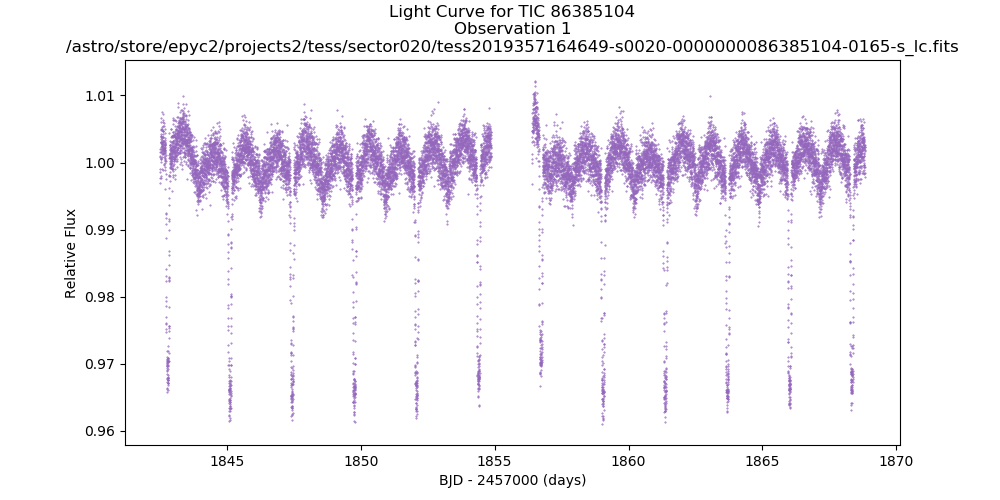 Light Curve for TIC 86385104
Observation 1
/astro/store/epyc2/projects2/tess/sector020/tess2019357164649-s0020-0000000086385104-0165-s_lc.fits
1.01
1.00
0.99
0.98
0.97
0.96
Relative Flux
1845
1850
1855
1860
1865
1870
BJD - 2457000 (days)